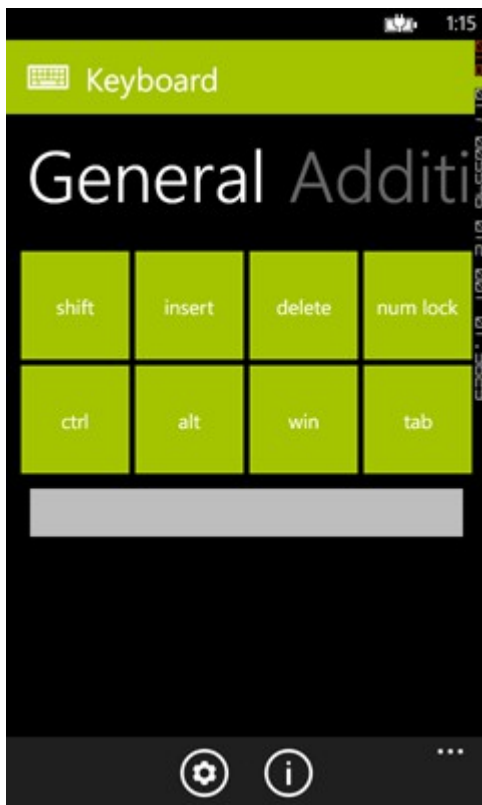 1:15
Keyboard
General Additi
shift insert delete num lock
ctrl alt win tab